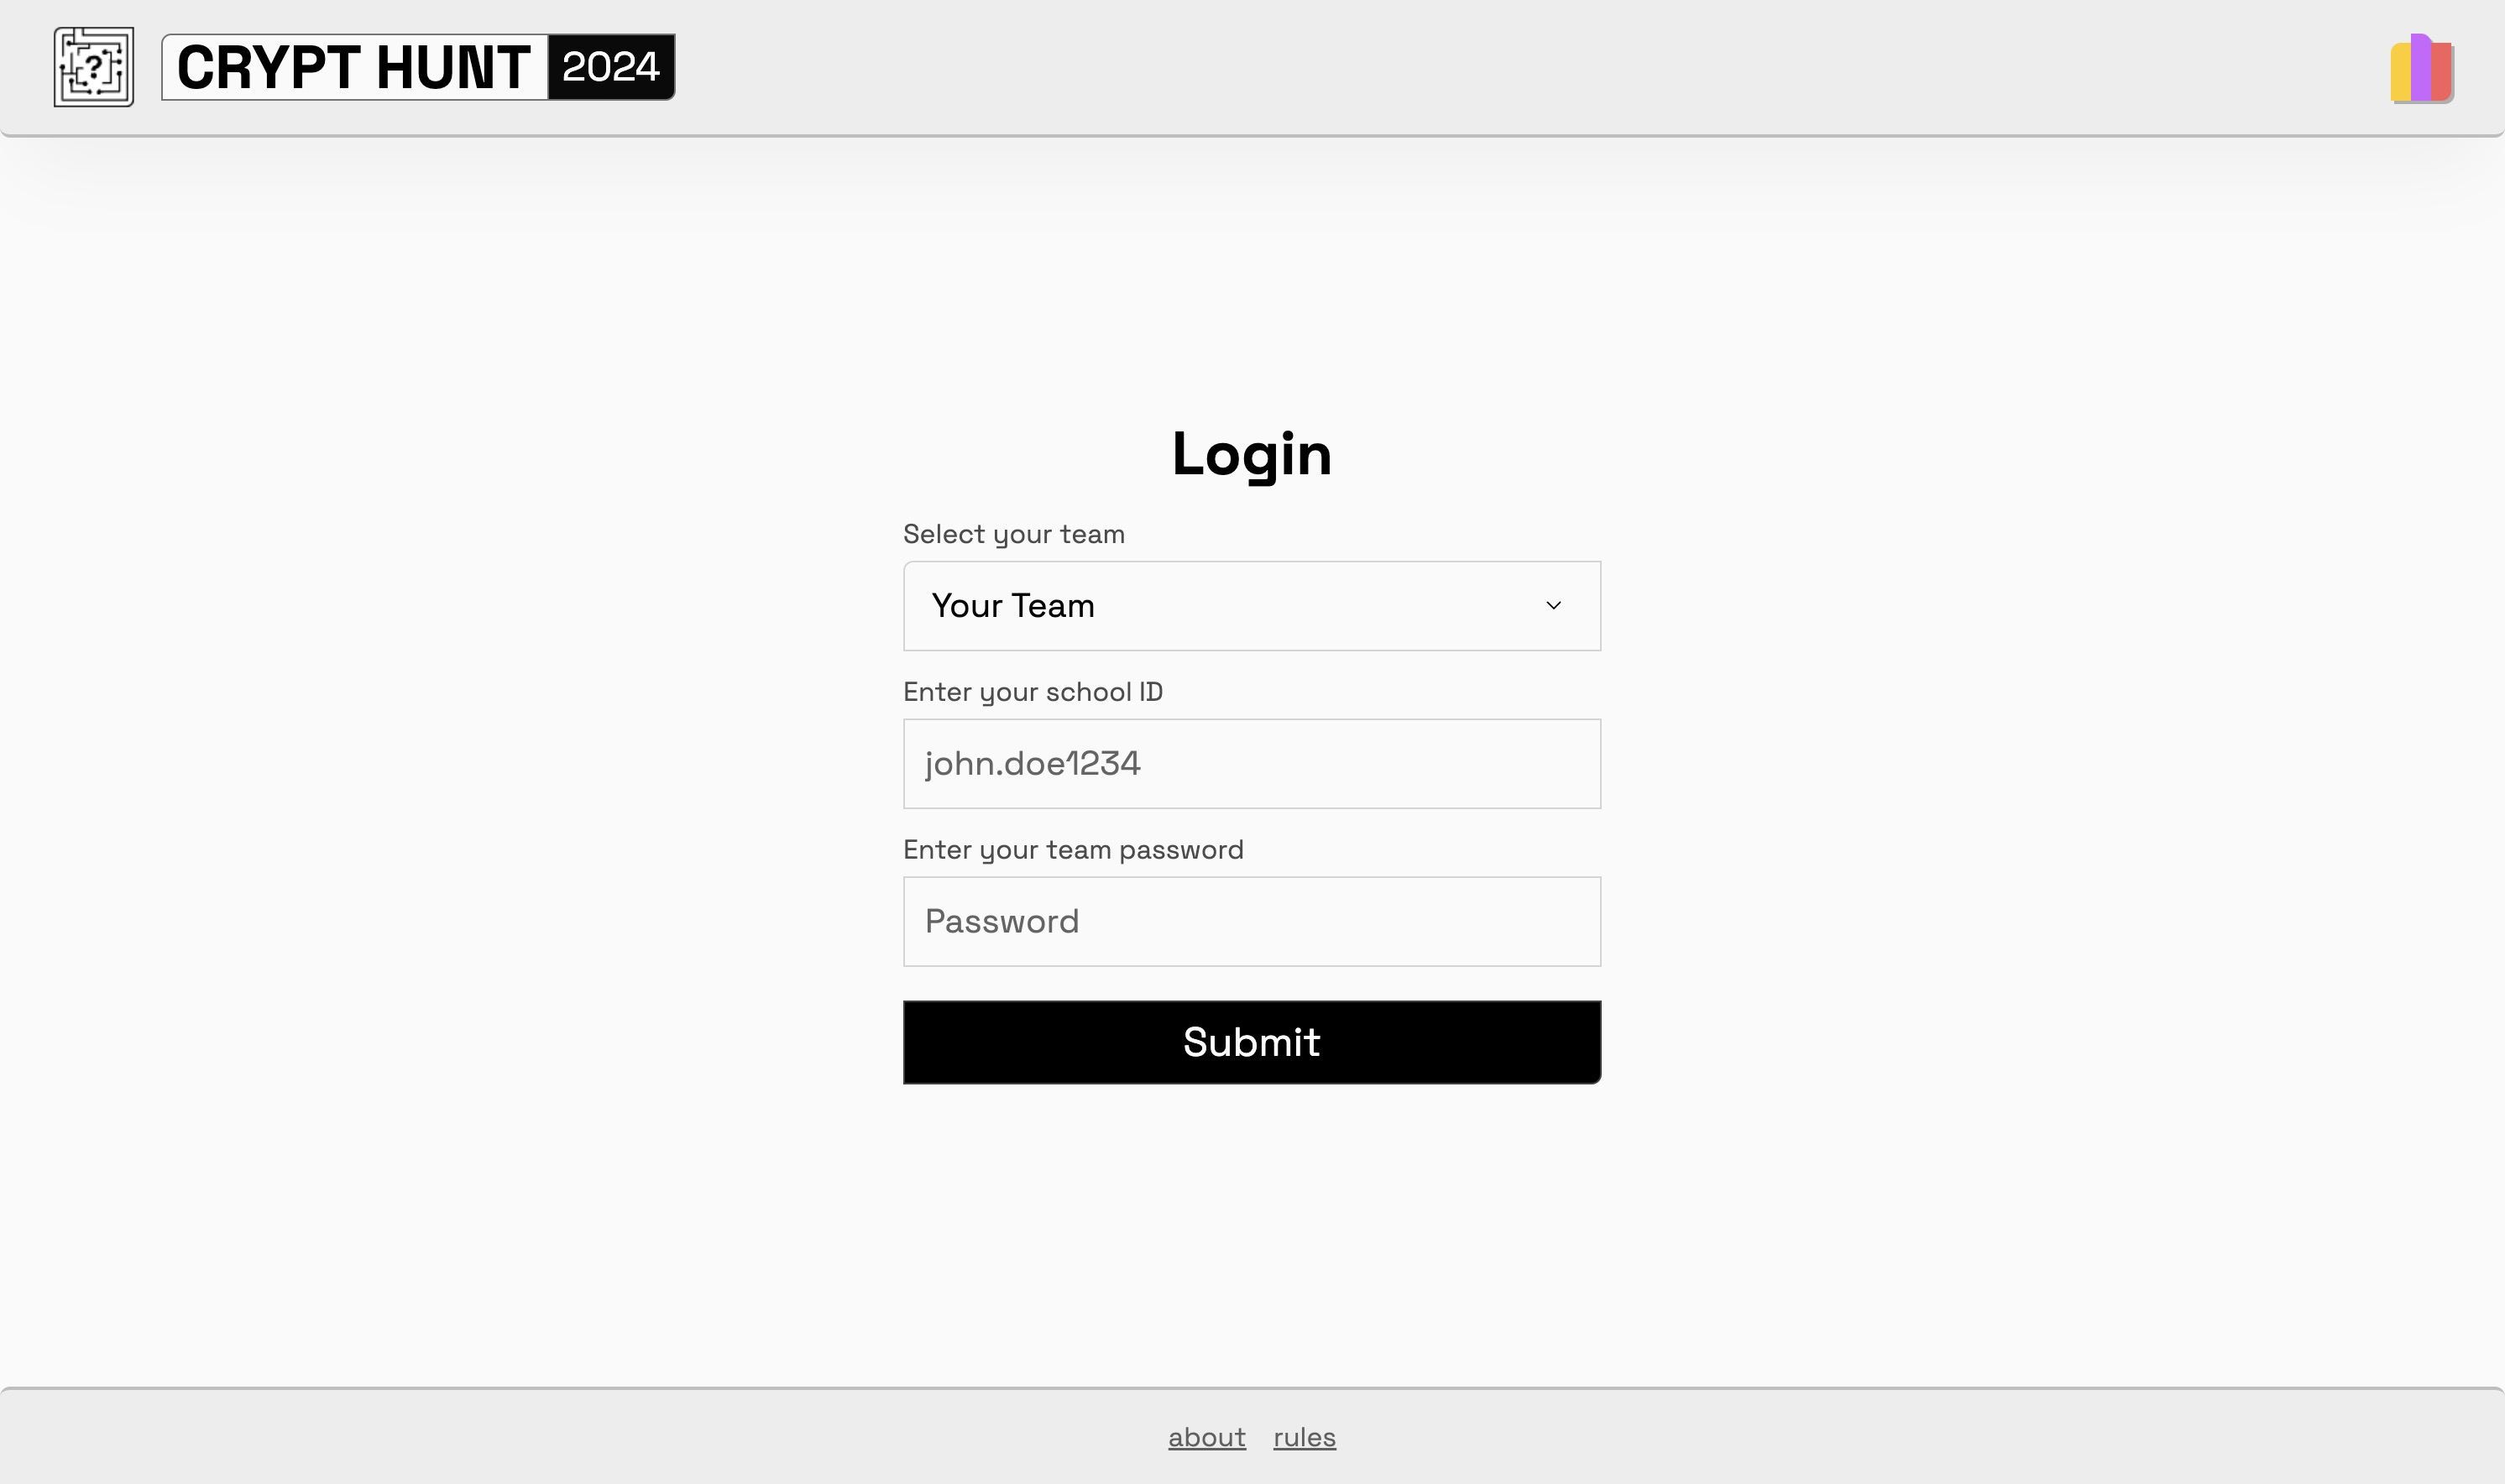 ?
CRYPT HUNT 2024
Login
Select your team
Your Team
Enter your school ID
john.doe1234
Enter your team password
Password
Submit
about rules